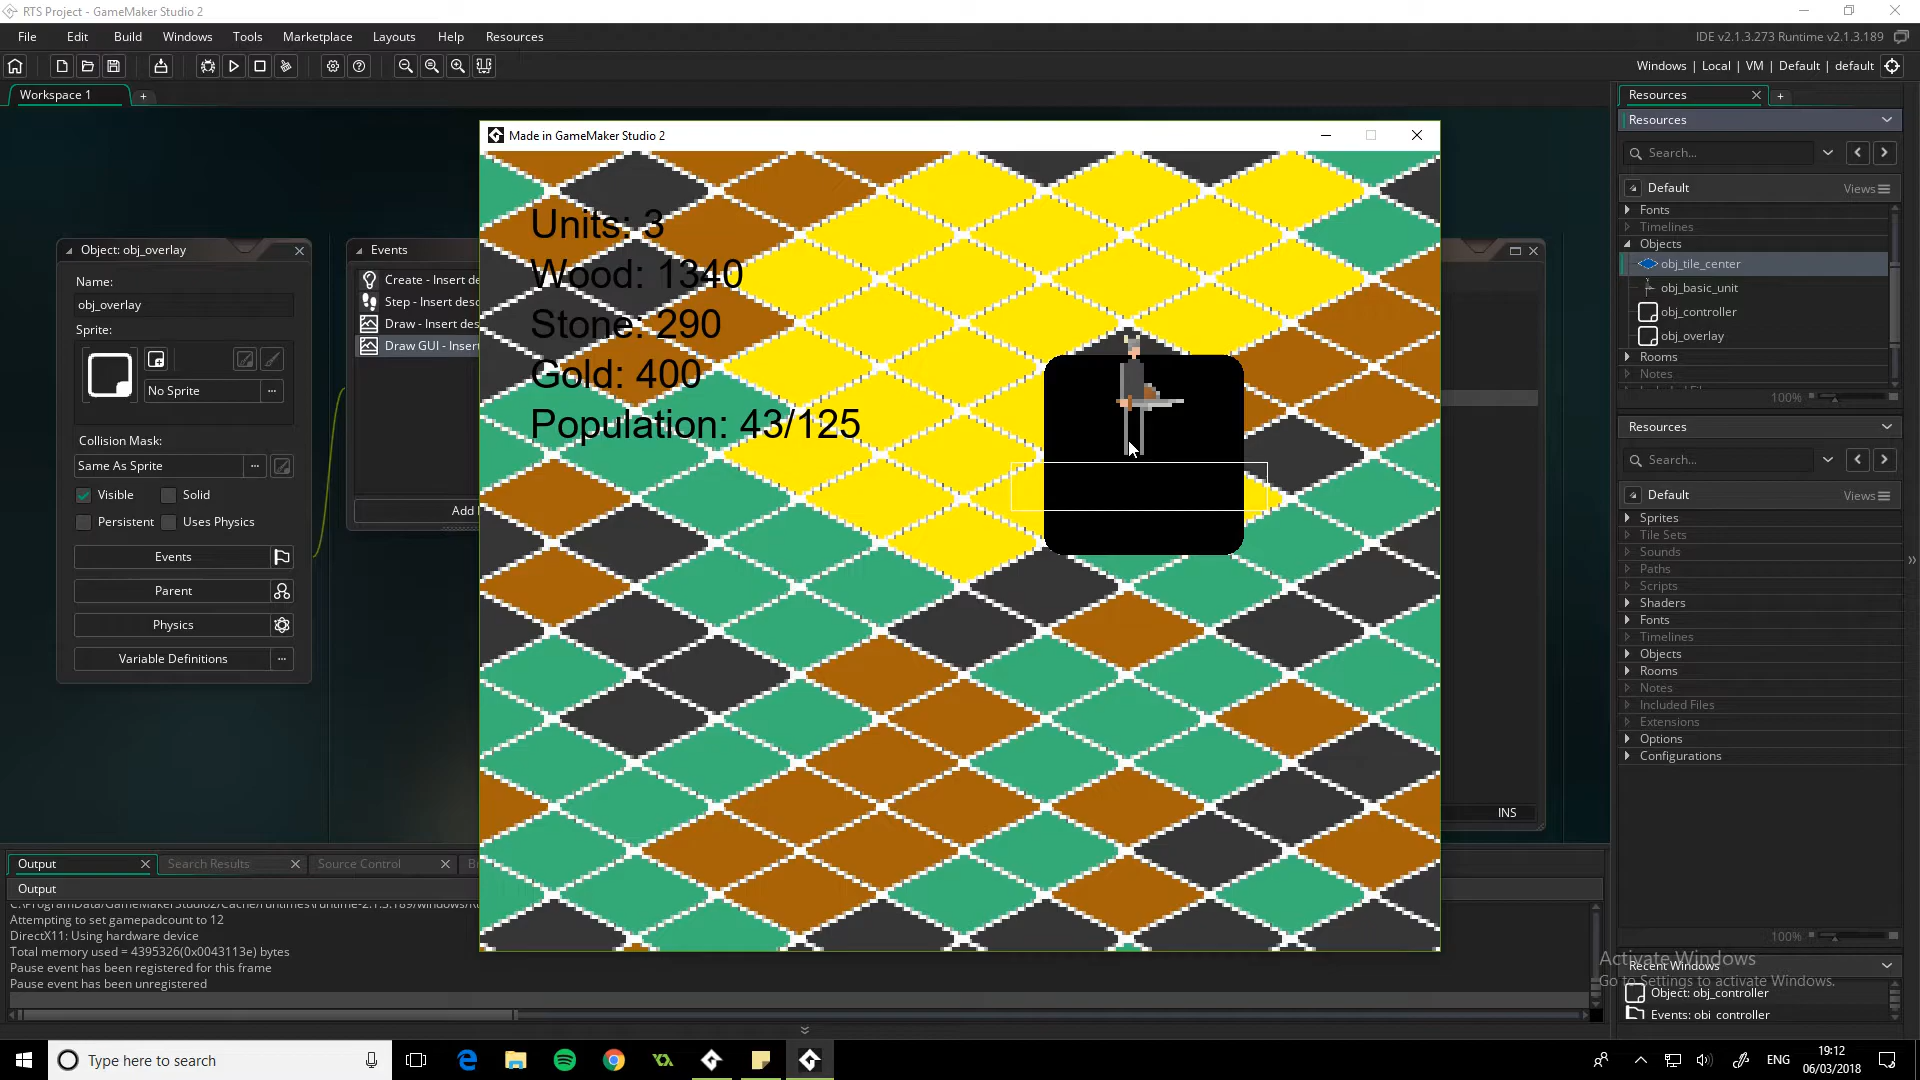 RTS Project - GameMaker Studio 2
File Edit Build Windows Tools Marketplace Layouts Help Resources
IDE v2.1.3.273 Runtime v2.1.3.189
Windows | Local | VM | Default | default
Workspace 1
Made in GameMaker Studio 2
Units: 3
Wood: 1340
Stone: 290
Gold: 400
Population: 43/125
Object: obj_overlay
Name:
obj_overlay
Sprite:
No Sprite
Collision Mask:
Same As Sprite
Visible
Solid
Persistent
Uses Physics
Events
Parent
Physics
Variable Definitions
Events
Create - Insert de
Step - Insert desc
Draw - Insert des
Draw GUI - Insert
Add
INS
Resources
Resources
Search...
Default
Views
Fonts
Timelines
Objects
obj_tile_center
obj_basic_unit
obj_controller
obj_overlay
Rooms
Notes
100%
Resources
Search...
Default
Views
Sprites
Tile Sets
Sounds
Paths
Scripts
Shaders
Fonts
Timelines
Objects
Rooms
Notes
Included Files
Extensions
Options
Configurations
100%
Recent Windows
Object: obj_controller
Events: obj_controller
Activate Windows
Go to Settings to activate Windows.
Output
Search Results
Source Control
Output
Attempting to set gamepadcount to 12
DirectX11: Using hardware device
Total memory used = 4395326(0x0043113e) bytes
Pause event has been registered for this frame
Pause event has been unregistered
Type here to search
ENG
19:12
06/03/2018